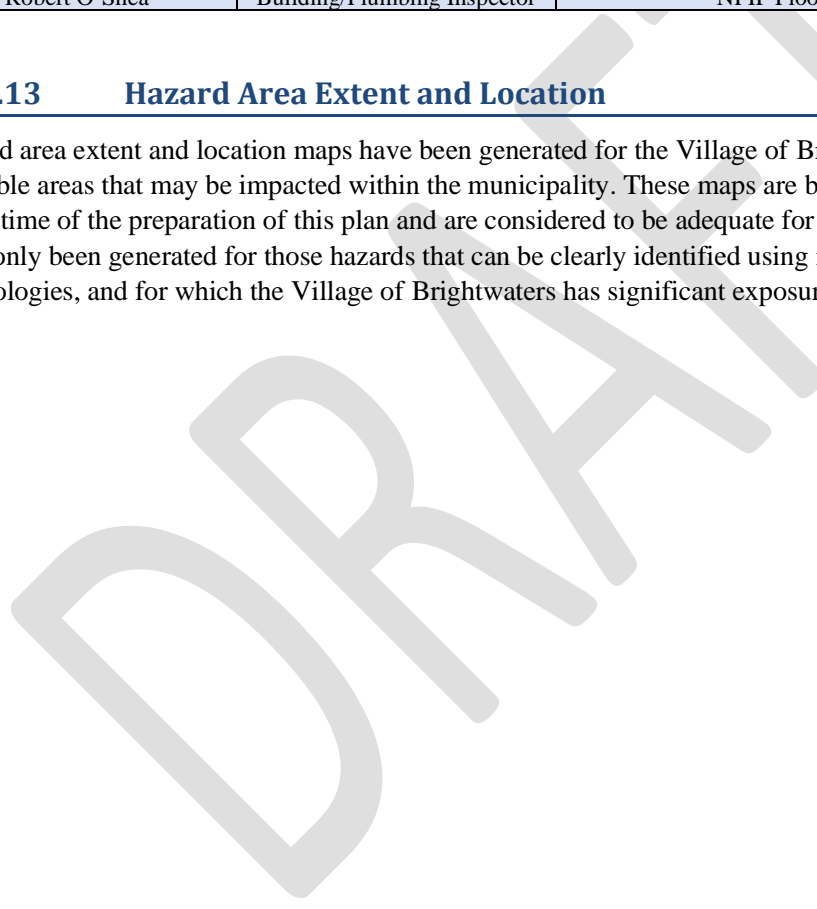 Robert O'Shea Building/Plumbing Inspector NFIP Floo
.13 Hazard Area Extent and Location
d area extent and location maps have been generated for the Village of B
ble areas that may be impacted within the municipality. These maps are b
time of the preparation of this plan and are considered to be adequate for
only been generated for those hazards that can be clearly identified using
ologies, and for which the Village of Brightwaters has significant exposur
DRAFT